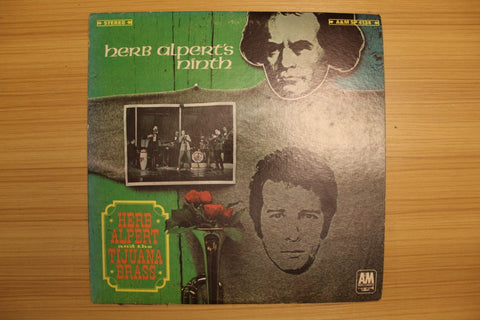 STEREO
A&M SP 4134
herb alpert's
ninth
HERB
ALPERT
and the
TIJUANA
BRASS
A&M